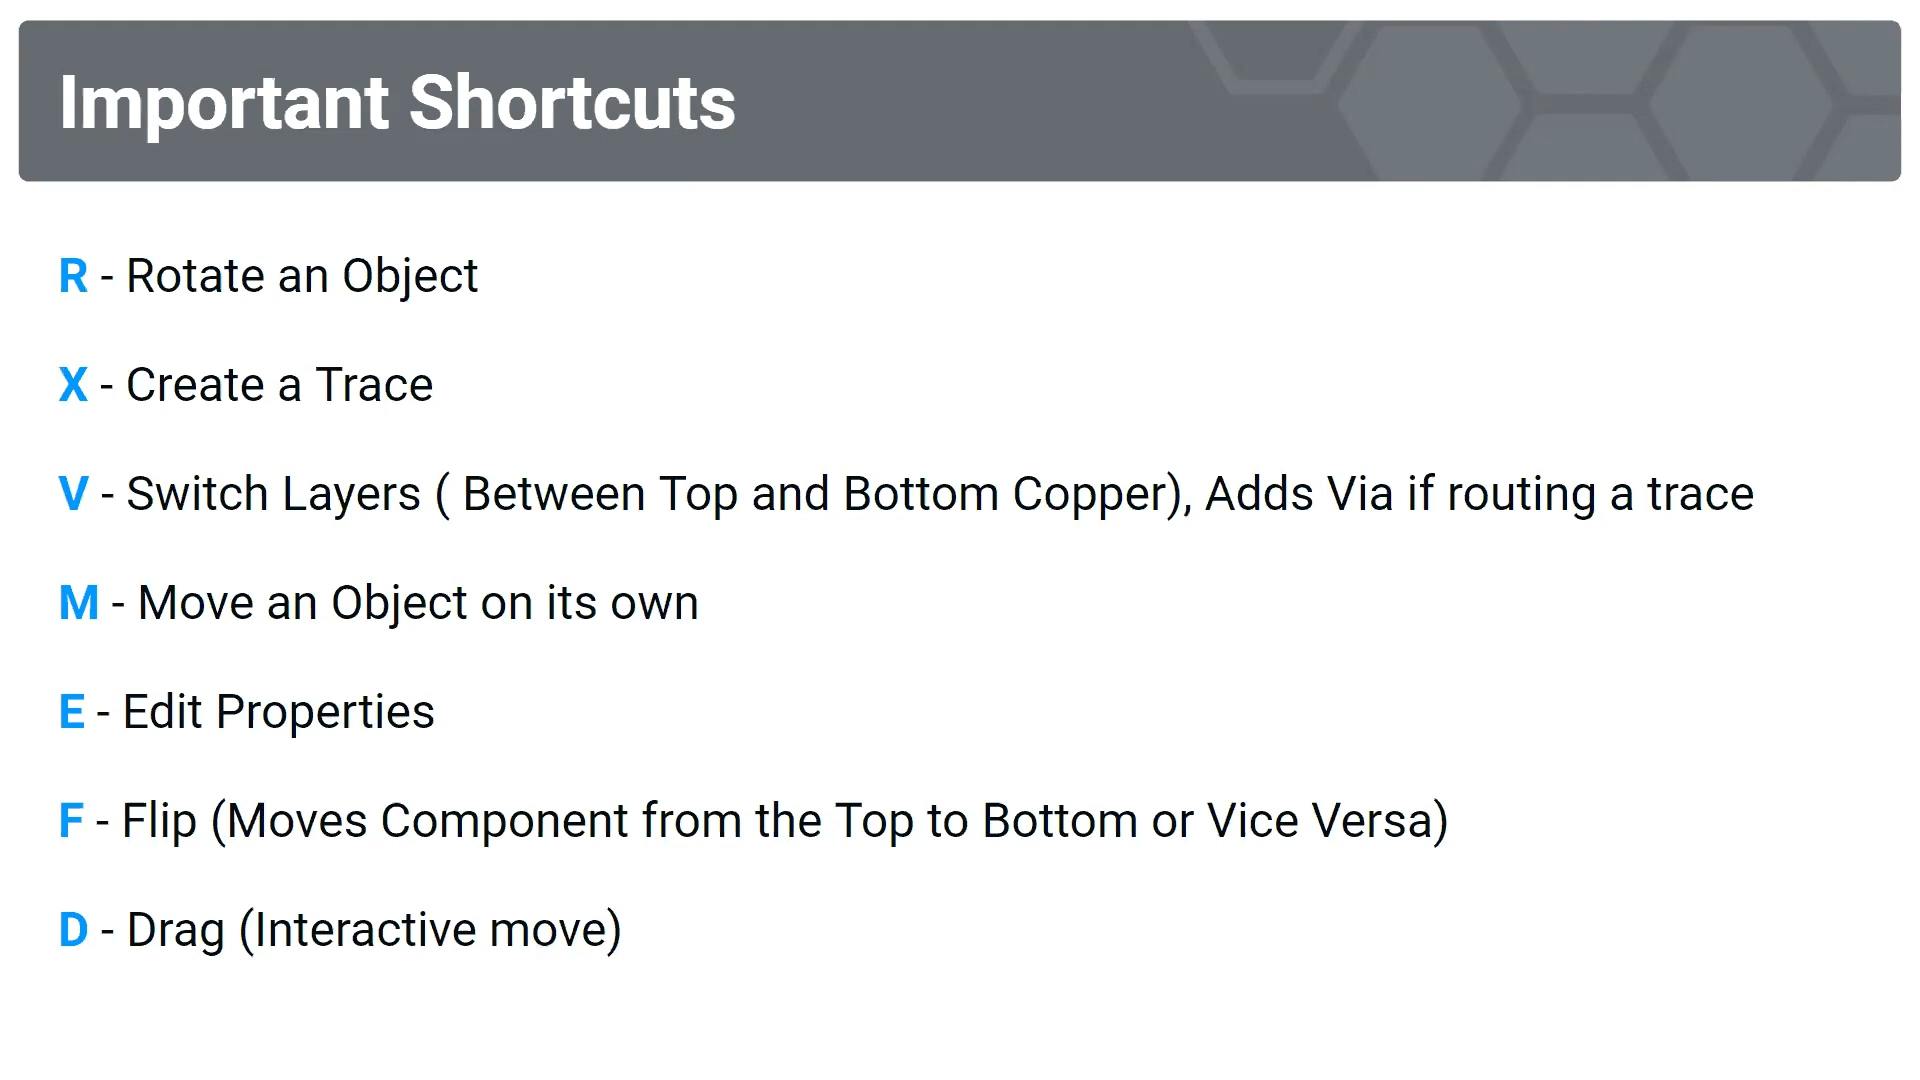 Important Shortcuts
R - Rotate an Object
X - Create a Trace
V - Switch Layers ( Between Top and Bottom Copper), Adds Via if routing a trace
M - Move an Object on its own
E - Edit Properties
F - Flip (Moves Component from the Top to Bottom or Vice Versa)
D - Drag (Interactive move)